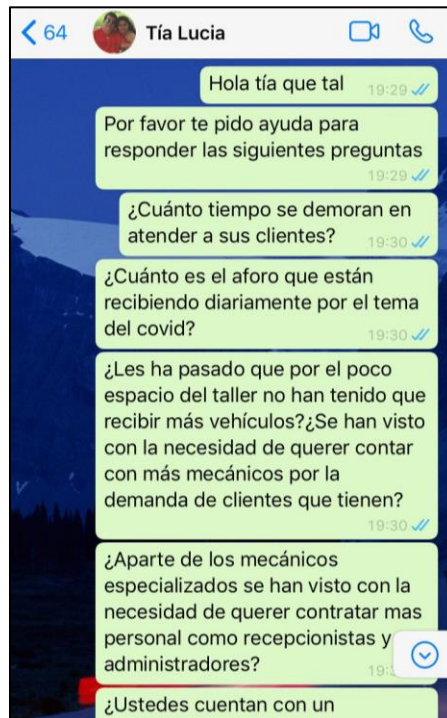 64
Tía Lucia
Hola tía que tal
19:29
Por favor te pido ayuda para
responder las siguientes preguntas
19:29
¿Cuánto tiempo se demoran en
atender a sus clientes?
19:30
¿Cuánto es el aforo que están
recibiendo diariamente por el tema
del covid?
19:30
¿Les ha pasado que por el poco
espacio del taller no han tenido que
recibir más vehículos?¿Se han visto
con la necesidad de querer contar
con más mecánicos por la
demanda de clientes que tienen?
19:30
¿Aparte de los mecánicos
especializados se han visto con la
necesidad de querer contratar mas
personal como recepcionistas y
administradores?
¿Ustedes cuentan con un